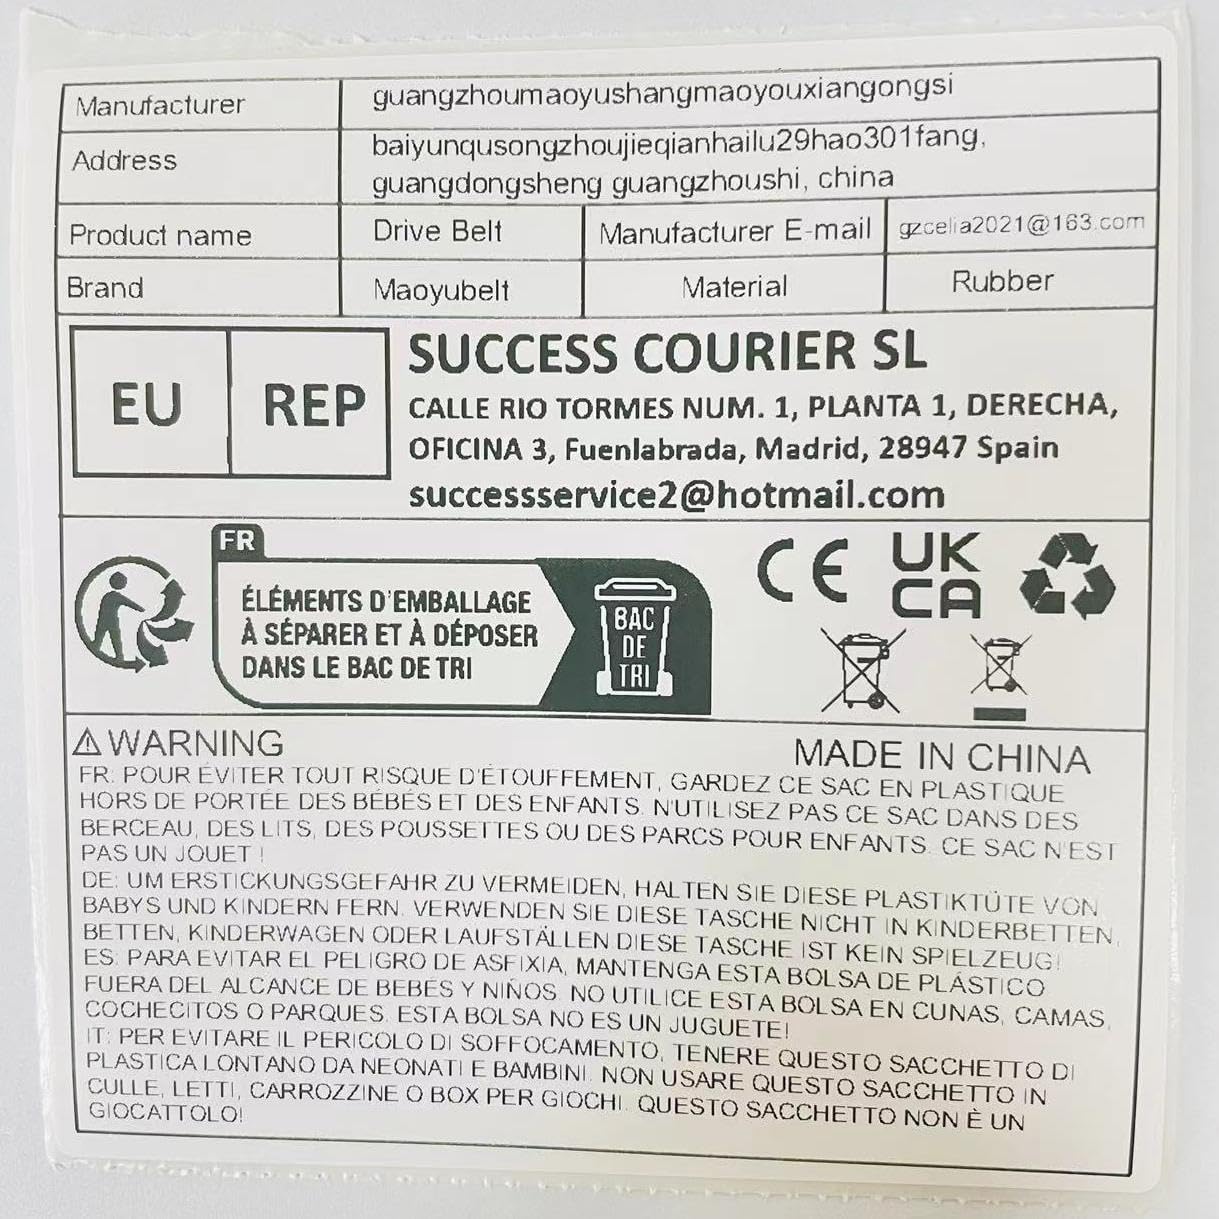 Manufacturer guangzhoumaoyushangmaoyouxiangongsi
Address baiyunqusongzhoujieqianhailu29hao301fang,
guangdongsheng guangzhoushi, china
Product name Drive Belt Manufacturer E-mail gzcelia2021@163.com
Brand Maoyubelt Material Rubber
EU REP
SUCCESS COURIER SL
CALLE RIO TORMES NUM. 1, PLANTA 1, DERECHA,
OFICINA 3, Fuenlabrada, Madrid, 28947 Spain
successservice2@hotmail.com
FR
ÉLÉMENTS D'EMBALLAGE
À SÉPARER ET À DÉPOSER
DANS LE BAC DE TRI
BAC
DE
TRI
CE
UK
CA
⚠WARNING
MADE IN CHINA
FR: POUR ÉVITER TOUT RISQUE D'ÉTOUFFEMENT, GARDEZ CE SAC EN PLASTIQUE
HORS DE PORTÉE DES BÉBÉS ET DES ENFANTS. N'UTILISEZ PAS CE SAC DANS DES
BERCEAU, DES LITS, DES POUSSETTES OU DES PARCS POUR ENFANTS. CE SAC N'EST
PAS UN JOUET !
DE: UM ERSTICKUNGSGEFAHR ZU VERMEIDEN, HALTEN SIE DIESE PLASTIKTÜTE VON
BABYS UND KINDERN FERN. VERWENDEN SIE DIESE TASCHE NICHT IN KINDERBETTEN,
BETTEN, KINDERWAGEN ODER LAUFSTÄLLEN DIESE TASCHE IST KEIN SPIELZEUG!
ES: PARA EVITAR EL PELIGRO DE ASFIXIA, MANTENGA ESTA BOLSA DE PLÁSTICO
FUERA DEL ALCANCE DE BEBÉS Y NIÑOS. NO UTILICE ESTA BOLSA EN CUNAS, CAMAS,
COCHECITOS O PARQUES. ESTA BOLSA NO ES UN JUGUETE!
IT: PER EVITARE IL PERICOLO DI SOFFOCAMENTO, TENERE QUESTO SACCHETTO DI
PLASTICA LONTANO DA NEONATI E BAMBINI. NON USARE QUESTO SACCHETTO IN
CULLE, LETTI, CARROZZINE O BOX PER GIOCHI. QUESTO SACCHETTO NON È UN
GIOCATTOLO!